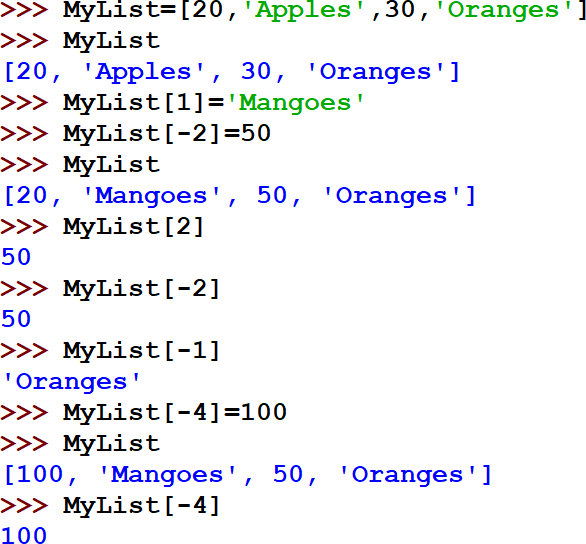 >>> MyList=[20,'Apples',30,'Oranges']
>>> MyList
[20, 'Apples', 30, 'Oranges']
>>> MyList[1]='Mangoes'
>>> MyList[-2]=50
>>> MyList
[20, 'Mangoes', 50, 'Oranges']
>>> MyList[2]
50
>>> MyList[-2]
50
>>> MyList[-1]
'Oranges'
>>> MyList[-4]=100
>>> MyList
[100, 'Mangoes', 50, 'Oranges']
>>> MyList[-4]
100